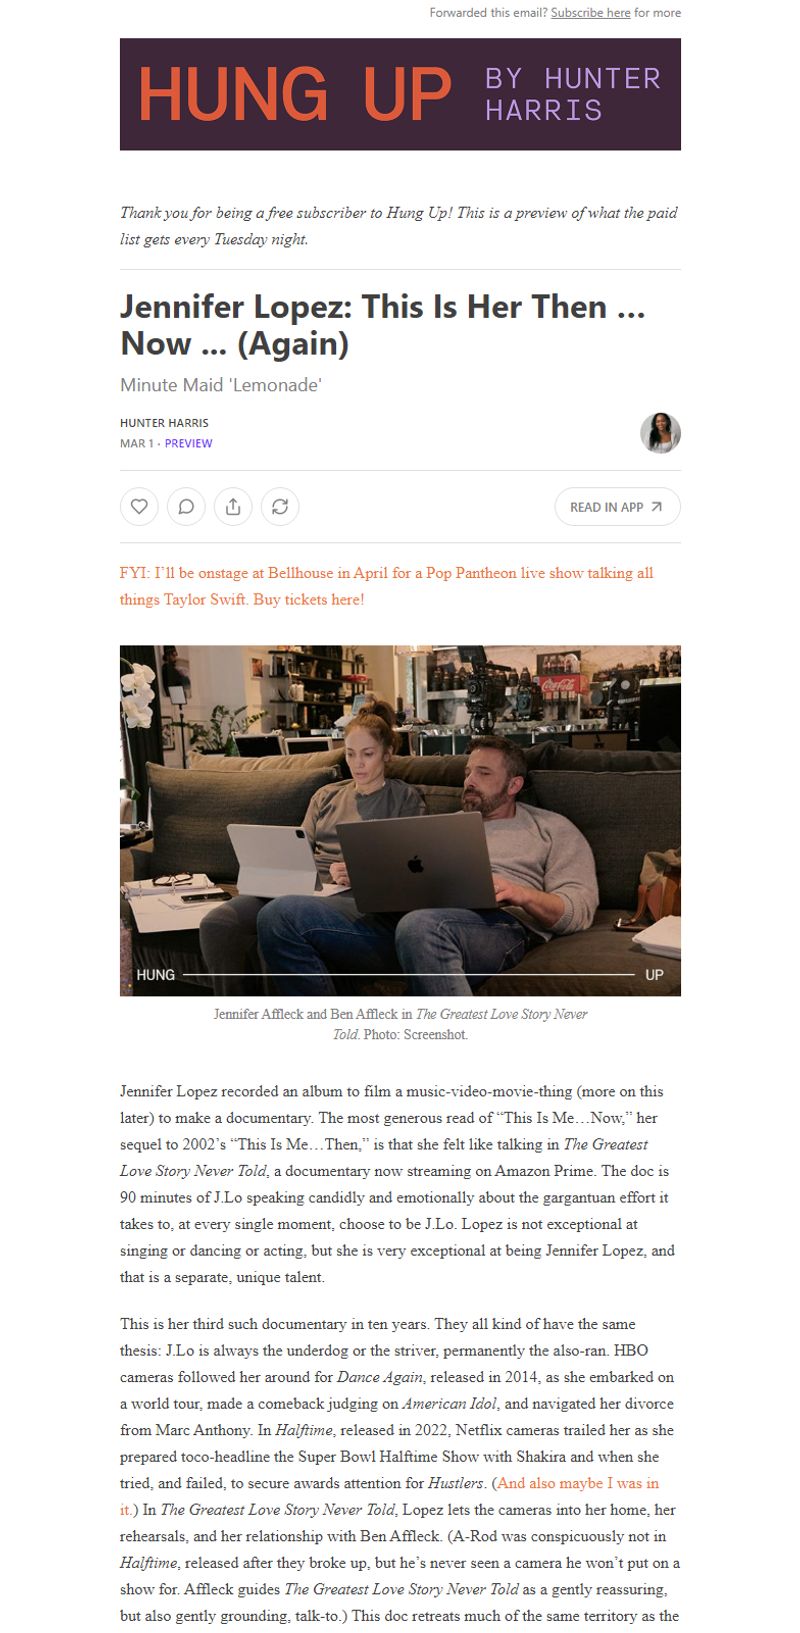 Forwarded this email? Subscribe here for more
HUNG UP
BY HUNTER
HARRIS
Thank you for being a free subscriber to Hung Up! This is a preview of what the paid
list gets every Tuesday night.
Jennifer Lopez: This Is Her Then …
Now ... (Again)
Minute Maid 'Lemonade'
HUNTER HARRIS
MAR 1 · PREVIEW
READ IN APP
FYI: I’ll be onstage at Bellhouse in April for a Pop Pantheon live show talking all
things Taylor Swift. Buy tickets here!
Coca-Cola
HUNG
UP
Jennifer Affleck and Ben Affleck in The Greatest Love Story Never
Told. Photo: Screenshot.
Jennifer Lopez recorded an album to film a music-video-movie-thing (more on this
later) to make a documentary. The most generous read of “This Is Me…Now,” her
sequel to 2002’s “This Is Me…Then,” is that she felt like talking in The Greatest
Love Story Never Told, a documentary now streaming on Amazon Prime. The doc is
90 minutes of J.Lo speaking candidly and emotionally about the gargantuan effort it
takes to, at every single moment, choose to be J.Lo. Lopez is not exceptional at
singing or dancing or acting, but she is very exceptional at being Jennifer Lopez, and
that is a separate, unique talent.
This is her third such documentary in ten years. They all kind of have the same
thesis: J.Lo is always the underdog or the striver, permanently the also-ran. HBO
cameras followed her around for Dance Again, released in 2014, as she embarked on
a world tour, made a comeback judging on American Idol, and navigated her divorce
from Marc Anthony. In Halftime, released in 2022, Netflix cameras trailed her as she
prepared toco-headline the Super Bowl Halftime Show with Shakira and when she
tried, and failed, to secure awards attention for Hustlers. (And also maybe I was in
it.) In The Greatest Love Story Never Told, Lopez lets the cameras into her home, her
rehearsals, and her relationship with Ben Affleck. (A-Rod was conspicuously not in
Halftime, released after they broke up, but he’s never seen a camera he won’t put on a
show for. Affleck guides The Greatest Love Story Never Told as a gently reassuring,
but also gently grounding, talk-to.) This doc retreats much of the same territory as the